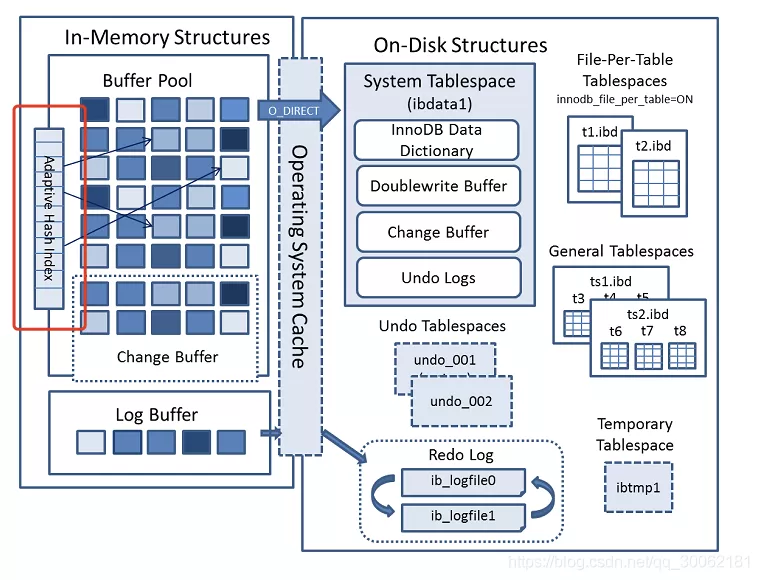 In-Memory Structures
Buffer Pool
Adaptive Hash Index
Change Buffer
Log Buffer
O_DIRECT
Operating System Cache
On-Disk Structures
System Tablespace
(ibdata1)
InnoDB Data
Dictionary
Doublewrite Buffer
Change Buffer
Undo Logs
File-Per-Table
Tablespaces
innodb_file_per_table=ON
t1.ibd
t2.ibd
General Tablespaces
ts1.ibd
t3 t4 t5
ts2.ibd
t6 t7 t8
Undo Tablespaces
undo_001
undo_002
Redo Log
ib_logfile0
ib_logfile1
Temporary
Tablespace
ibtmp1
https://blog.csdn.net/qq_30062181